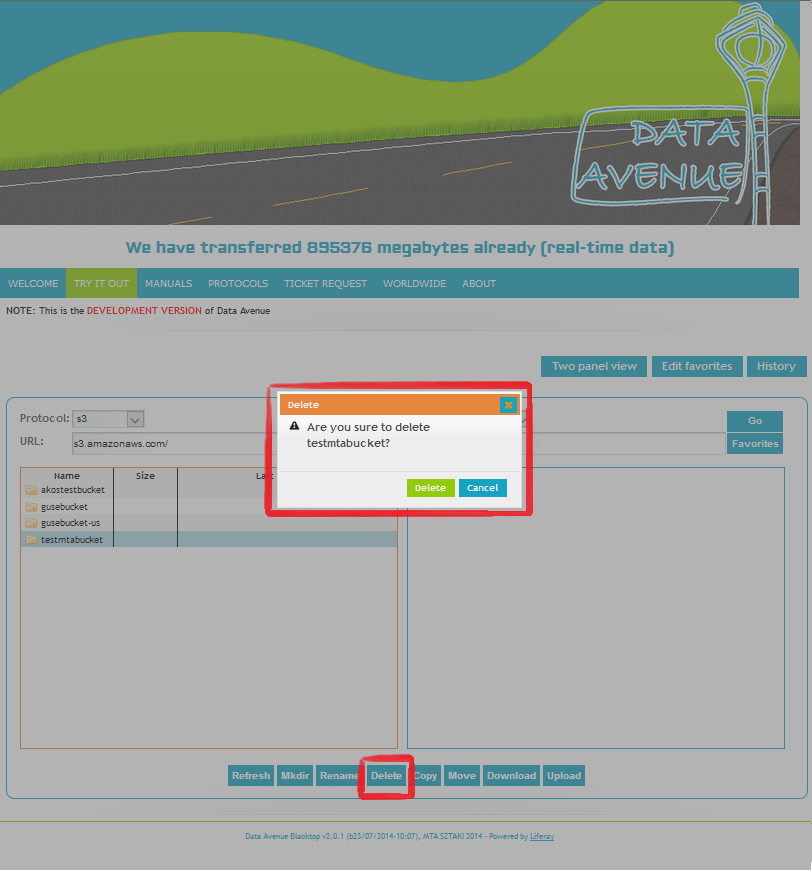 DATA
AVENUE
We have transferred 895376 megabytes already (real-time data)
WELCOME TRY IT OUT MANUALS PROTOCOLS TICKET REQUEST WORLDWIDE ABOUT
NOTE: This is the DEVELOPMENT VERSION of Data Avenue
Two panel view Edit favorites History
Delete
Are you sure to delete
testmtabucket?
Delete Cancel
Protocol: s3 Go
URL: s3.amazonaws.com/ Favorites
Name Size Last
akostestbucket
gusebucket
gusebucket-us
testmtabucket
Refresh Mkdir Rename Delete Copy Move Download Upload
Data Avenue Blacktop v2.0.1 (b23/07/2014-10:07), MTA SZTAKI 2014 - Powered by Liferay